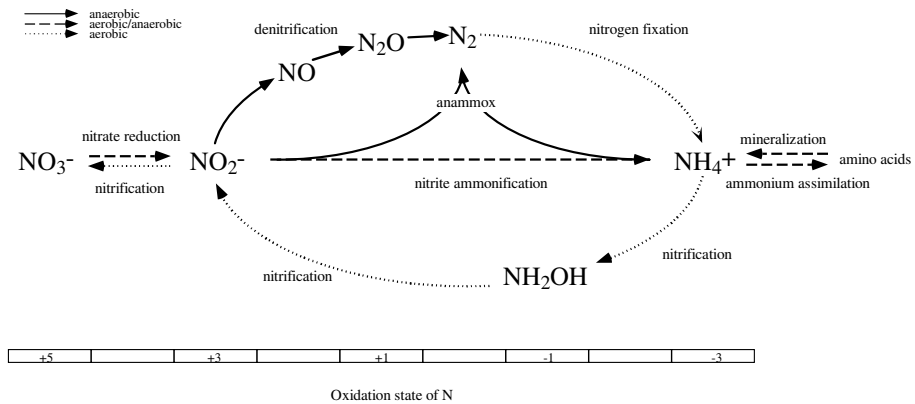 anaerobic
aerobic/anaerobic
aerobic
denitrification
nitrogen fixation
NO
N2O
N2
anammox
nitrate reduction
NO3-
nitrification
NO2-
nitrite ammonification
NH4+
mineralization
amino acids
ammonium assimilation
nitrification
NH2OH
nitrification
+5 +3 +1 -1 -3
Oxidation state of N